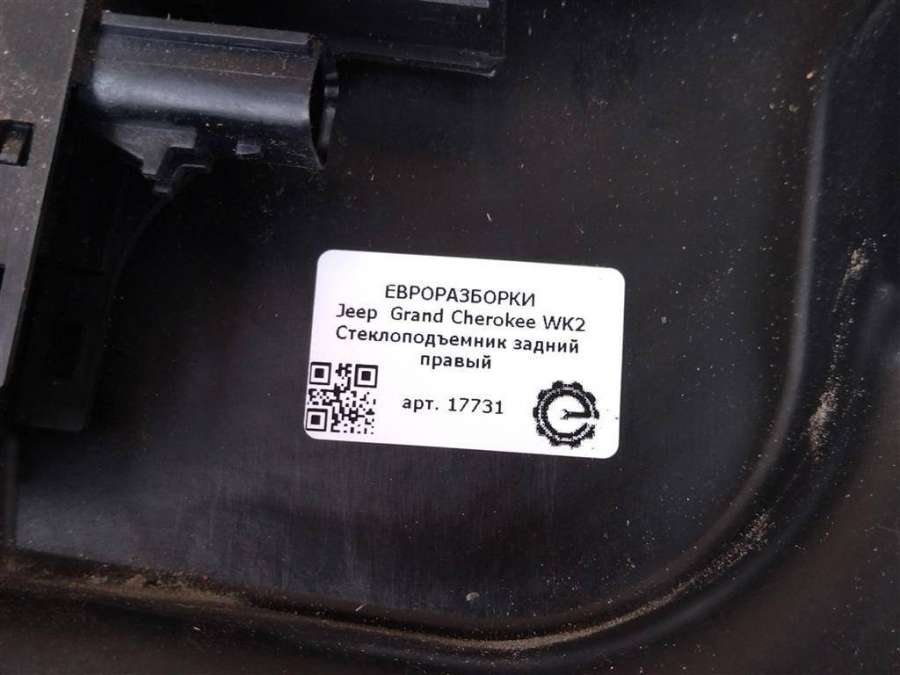 ЕВРОРАЗБОРКИ
Jeep Grand Cherokee WK2
Стеклоподъемник задний
правый
арт. 17731